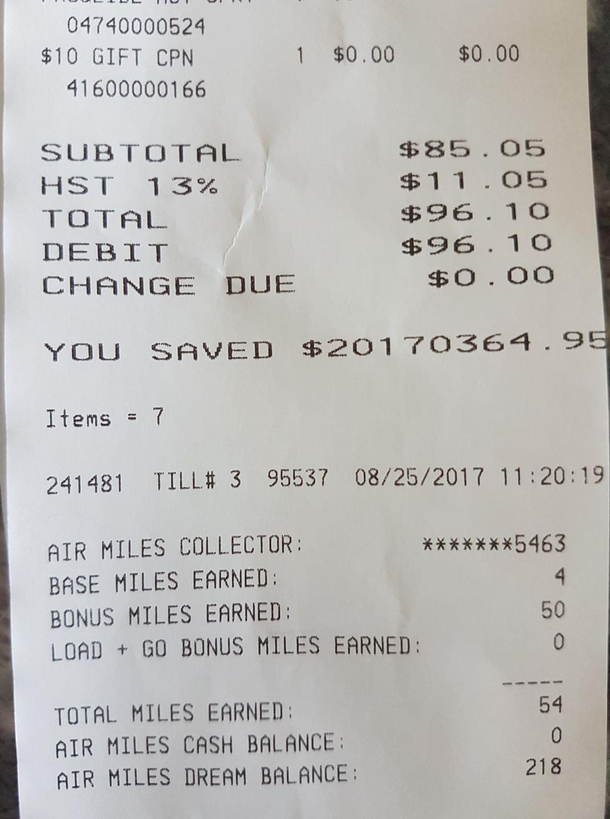 04740000524
$10 GIFT CPN 1 $0.00 $0.00
41600000166
SUBTOTAL $85.05
HST 13% $11.05
TOTAL $96.10
DEBIT $96.10
CHANGE DUE $0.00
YOU SAVED $20170364.95
Items = 7
241481 TILL# 3 95537 08/25/2017 11:20:19
AIR MILES COLLECTOR: *******5463
BASE MILES EARNED: 4
BONUS MILES EARNED: 50
LOAD + GO BONUS MILES EARNED: 0
-----
TOTAL MILES EARNED: 54
AIR MILES CASH BALANCE: 0
AIR MILES DREAM BALANCE: 218